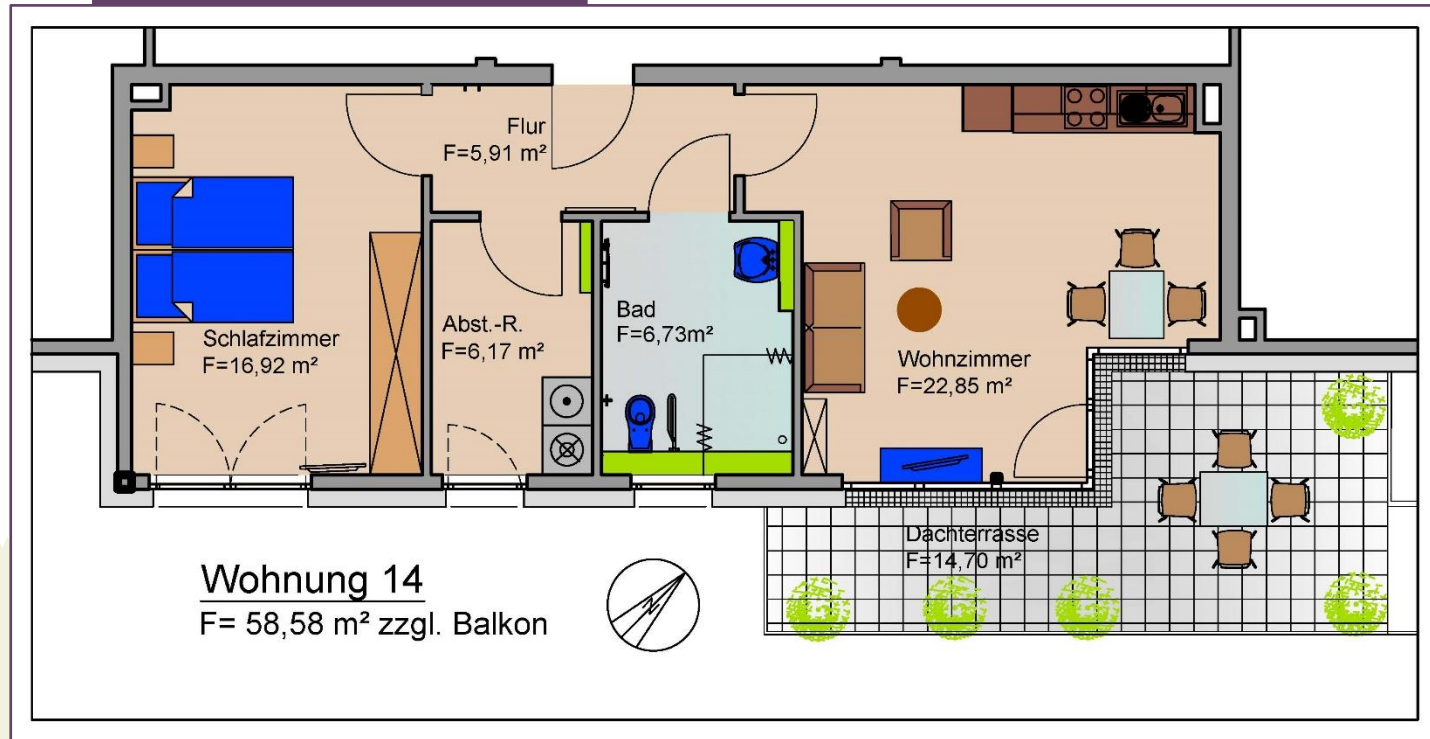 Flur
F=5,91 m²
Schlafzimmer
F=16,92 m²
Abst.-R.
F=6,17 m²
Bad
F=6,73m²
Wohnzimmer
F=22,85 m²
Dachterrasse
F=14,70 m²
Wohnung 14
F= 58,58 m² zzgl. Balkon
N